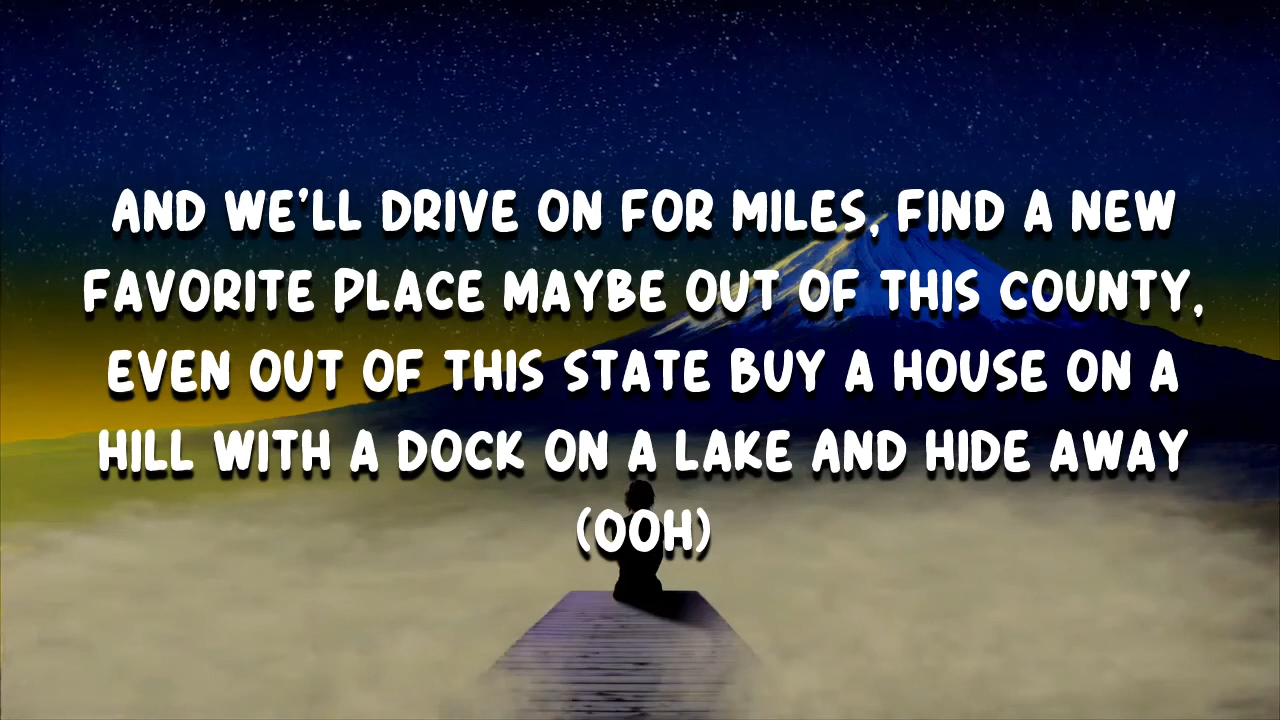 AND WE'LL DRIVE ON FOR MILES, FIND A NEW
FAVORITE PLACE MAYBE OUT OF THIS COUNTY,
EVEN OUT OF THIS STATE BUY A HOUSE ON A
HILL WITH A DOCK ON A LAKE AND HIDE AWAY
(OOH)